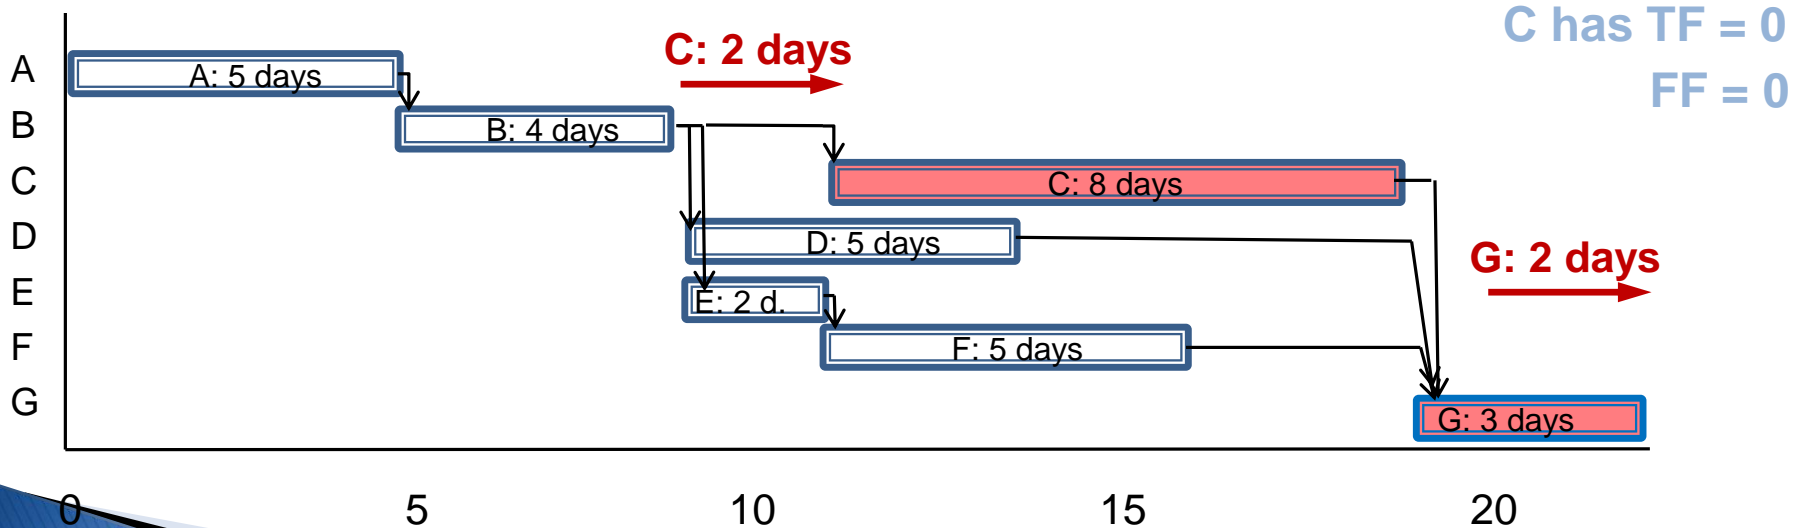 C has TF = 0
FF = 0
C: 2 days
A
A: 5 days
B
B: 4 days
C
C: 8 days
D
D: 5 days
G: 2 days
E
E: 2 d.
F
F: 5 days
G
G: 3 days
0 5 10 15 20